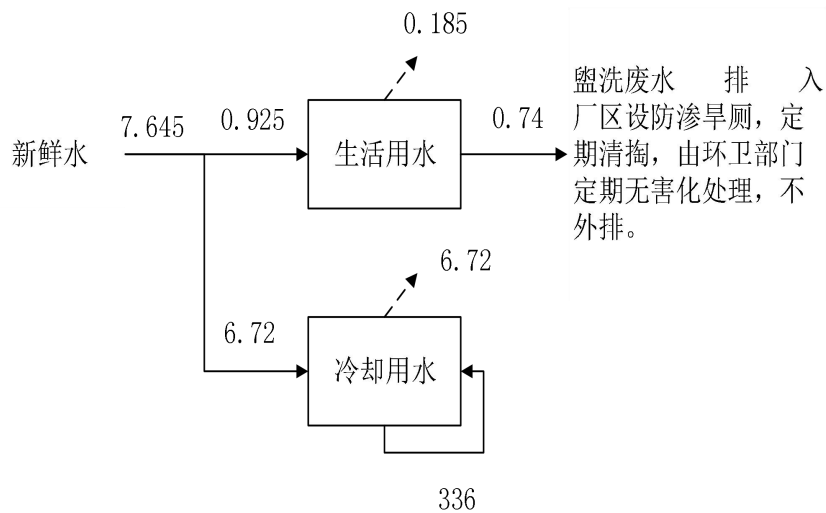 0.185
7.645
0.925
0.74
新鲜水
生活用水
盥洗废水 排 入
厂区设防渗旱厕，定
期清掏，由环卫部门
定期无害化处理，不
外排。
6.72
6.72
冷却用水
336